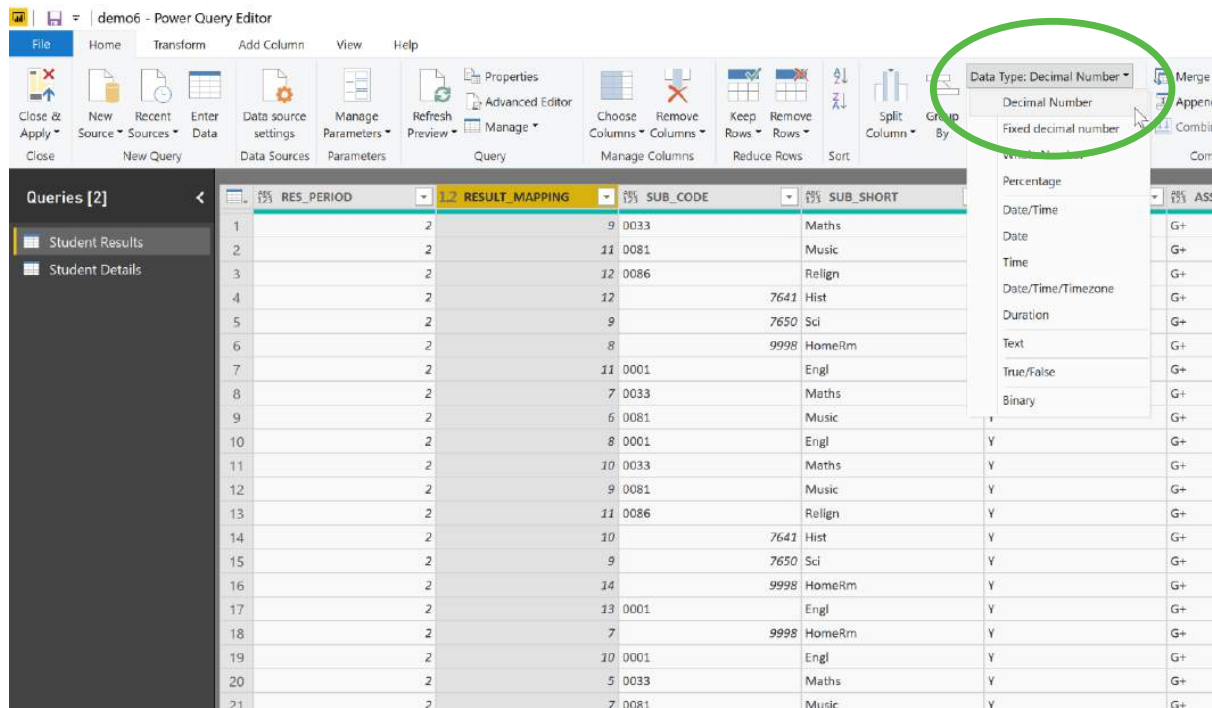 demo6 - Power Query Editor
File Home Transform Add Column View Help
Close & Apply
New Source
Recent Sources
Enter Data
Data source settings
Manage Parameters
Refresh Preview
Properties
Advanced Editor
Manage
Choose Columns
Remove Columns
Keep Rows
Remove Rows
Split Column
Group By
Data Type: Decimal Number
Merge
Close New Query Data Sources Parameters Query Manage Columns Reduce Rows Sort
Decimal Number
Fixed decimal number
Whole Number
Percentage
Date/Time
Date
Time
Date/Time/Timezone
Duration
Text
True/False
Binary
Queries [2]
Student Results
Student Details
RES_PERIOD 1.2 RESULT_MAPPING SUB_CODE SUB_SHORT
1 2 9 0033 Maths G+
2 2 11 0081 Music G+
3 2 12 0086 Relign G+
4 2 12 7641 Hist G+
5 2 9 7650 Sci G+
6 2 8 9998 HomeRm G+
7 2 11 0001 Engl G+
8 2 7 0033 Maths G+
9 2 6 0081 Music G+
10 2 8 0001 Engl Y G+
11 2 10 0033 Maths Y G+
12 2 9 0081 Music Y G+
13 2 11 0086 Relign Y G+
14 2 10 7641 Hist Y G+
15 2 9 7650 Sci Y G+
16 2 14 9998 HomeRm Y G+
17 2 13 0001 Engl Y G+
18 2 7 9998 HomeRm Y G+
19 2 10 0001 Engl Y G+
20 2 5 0033 Maths Y G+
21 2 7 0081 Music Y G+